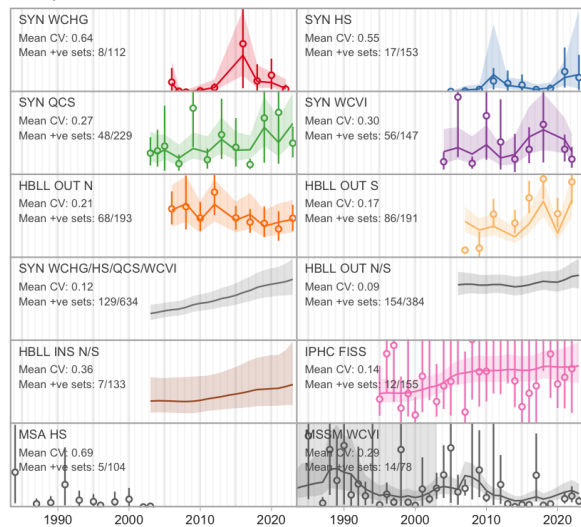 SYN WCHG
Mean CV: 0.64
Mean +ve sets: 8/112
SYN HS
Mean CV: 0.55
Mean +ve sets: 17/153
SYN QCS
Mean CV: 0.27
Mean +ve sets: 48/229
SYN WCVI
Mean CV: 0.30
Mean +ve sets: 56/147
HBLL OUT N
Mean CV: 0.21
Mean +ve sets: 68/193
HBLL OUT S
Mean CV: 0.17
Mean +ve sets: 86/191
SYN WCHG/HS/QCS/WCVI
Mean CV: 0.12
Mean +ve sets: 129/634
HBLL OUT N/S
Mean CV: 0.09
Mean +ve sets: 154/384
HBLL INS N/S
Mean CV: 0.36
Mean +ve sets: 7/133
IPHC FISS
Mean CV: 0.14
Mean +ve sets: 12/155
MSA HS
Mean CV: 0.69
Mean +ve sets: 5/104
MSSM WCVI
Mean CV: 0.29
Mean +ve sets: 14/78
1990 2000 2010 2020 1990 2000 2010 2020